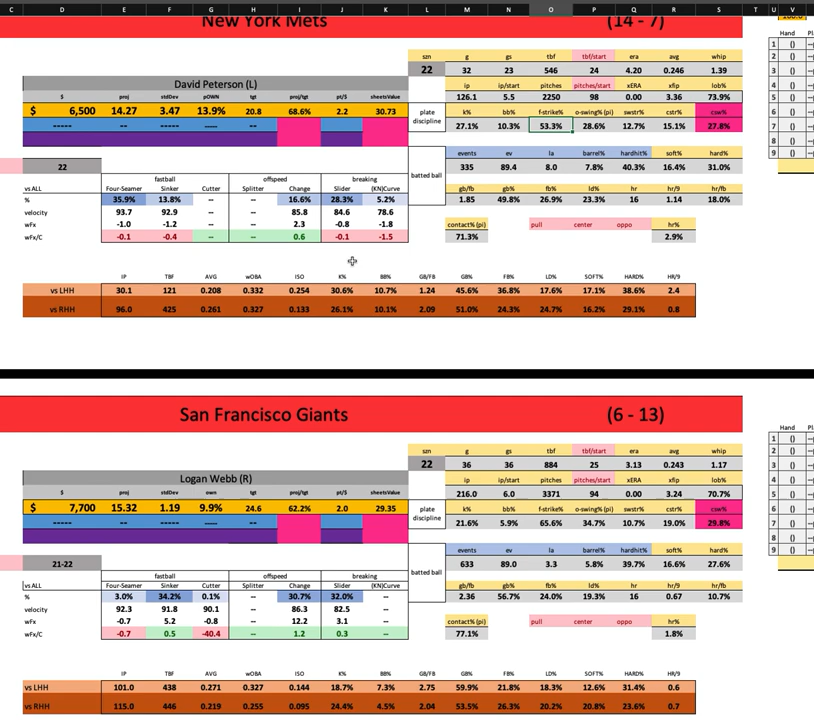 C D E F G H I J K L M N O P Q R S T U V
New York Mets (14 - 7)
100.0
Hand Pl
szn g gs tbf tbf/start era avg whip
22 32 23 546 24 4.20 0.246 1.39
David Peterson (L)
ip ip/start pitches pitches/start xERA xfip lob%
$ proj stdDev pOWN tgt proj/tgt pt/$ sheetsValue
126.1 5.5 2250 98 0.00 3.36 73.9%
$ 6,500 14.27 3.47 13.9% 20.8 68.6% 2.2 30.73
plate discipline
k% bb% f-strike% o-swing% (pi) swstr% cstr% csw%
----- -- ----- ---- --
27.1% 10.3% 53.3% 28.6% 12.7% 15.1% 27.8%
1 ()
2 ()
3 ()
4 ()
5 ()
6 ()
7 ()
8 ()
9 ()
batted ball
events ev la barrel% hardhit% soft% hard%
22
335 89.4 8.0 7.8% 40.3% 16.4% 31.0%
fastball offspeed breaking
gb/fb gb% fb% ld% hr hr/9 hr/fb
vs ALL Four-Seamer Sinker Cutter Splitter Change Slider (KN)Curve
1.85 49.8% 26.9% 23.3% 16 1.14 18.0%
% 35.9% 13.8% -- -- 16.6% 28.3% 5.2%
velocity 93.7 92.9 -- -- 85.8 84.6 78.6
wFx -1.0 -1.2 -- -- 2.3 -0.8 -1.8
wFx/C -0.1 -0.4 -- -- 0.6 -0.1 -1.5
contact% (pi) pull center oppo hr%
71.3% 2.9%
IP TBF AVG wOBA ISO K% BB% GB/FB GB% FB% LD% SOFT% HARD% HR/9
vs LHH 30.1 121 0.208 0.332 0.254 30.6% 10.7% 1.24 45.6% 36.8% 17.6% 17.1% 38.6% 2.4
vs RHH 96.0 425 0.261 0.327 0.133 26.1% 10.1% 2.09 51.0% 24.3% 24.7% 16.2% 29.1% 0.8
San Francisco Giants (6 - 13)
Hand Pl
szn g gs tbf tbf/start era avg whip
22 36 36 884 25 3.13 0.243 1.17
Logan Webb (R)
ip ip/start pitches pitches/start xERA xfip lob%
$ proj stdDev own tgt proj/tgt pt/$ sheetsValue
216.0 6.0 3371 94 0.00 3.24 70.7%
$ 7,700 15.32 1.19 9.9% 24.6 62.2% 2.0 29.35
plate discipline
k% bb% f-strike% o-swing% (pi) swstr% cstr% csw%
----- -- ----- ---- --
21.6% 5.9% 65.6% 34.7% 10.7% 19.0% 29.8%
1 ()
2 ()
3 ()
4 ()
5 ()
6 ()
7 ()
8 ()
9 ()
batted ball
events ev la barrel% hardhit% soft% hard%
21-22
633 89.0 3.3 5.8% 39.7% 16.6% 27.6%
fastball offspeed breaking
gb/fb gb% fb% ld% hr hr/9 hr/fb
vs ALL Four-Seamer Sinker Cutter Splitter Change Slider (KN)Curve
2.36 56.7% 24.0% 19.3% 16 0.67 10.7%
% 3.0% 34.2% 0.1% -- 30.7% 32.0% --
velocity 92.3 91.8 90.1 -- 86.3 82.5 --
wFx -0.7 5.2 -0.8 -- 12.2 3.1 --
wFx/C -0.7 0.5 -40.4 -- 1.2 0.3 --
contact% (pi) pull center oppo hr%
77.1% 1.8%
IP TBF AVG wOBA ISO K% BB% GB/FB GB% FB% LD% SOFT% HARD% HR/9
vs LHH 101.0 438 0.271 0.327 0.144 18.7% 7.3% 2.75 59.9% 21.8% 18.3% 12.6% 31.4% 0.6
vs RHH 115.0 446 0.219 0.255 0.095 24.4% 4.5% 2.04 53.5% 26.3% 20.2% 20.8% 23.6% 0.7